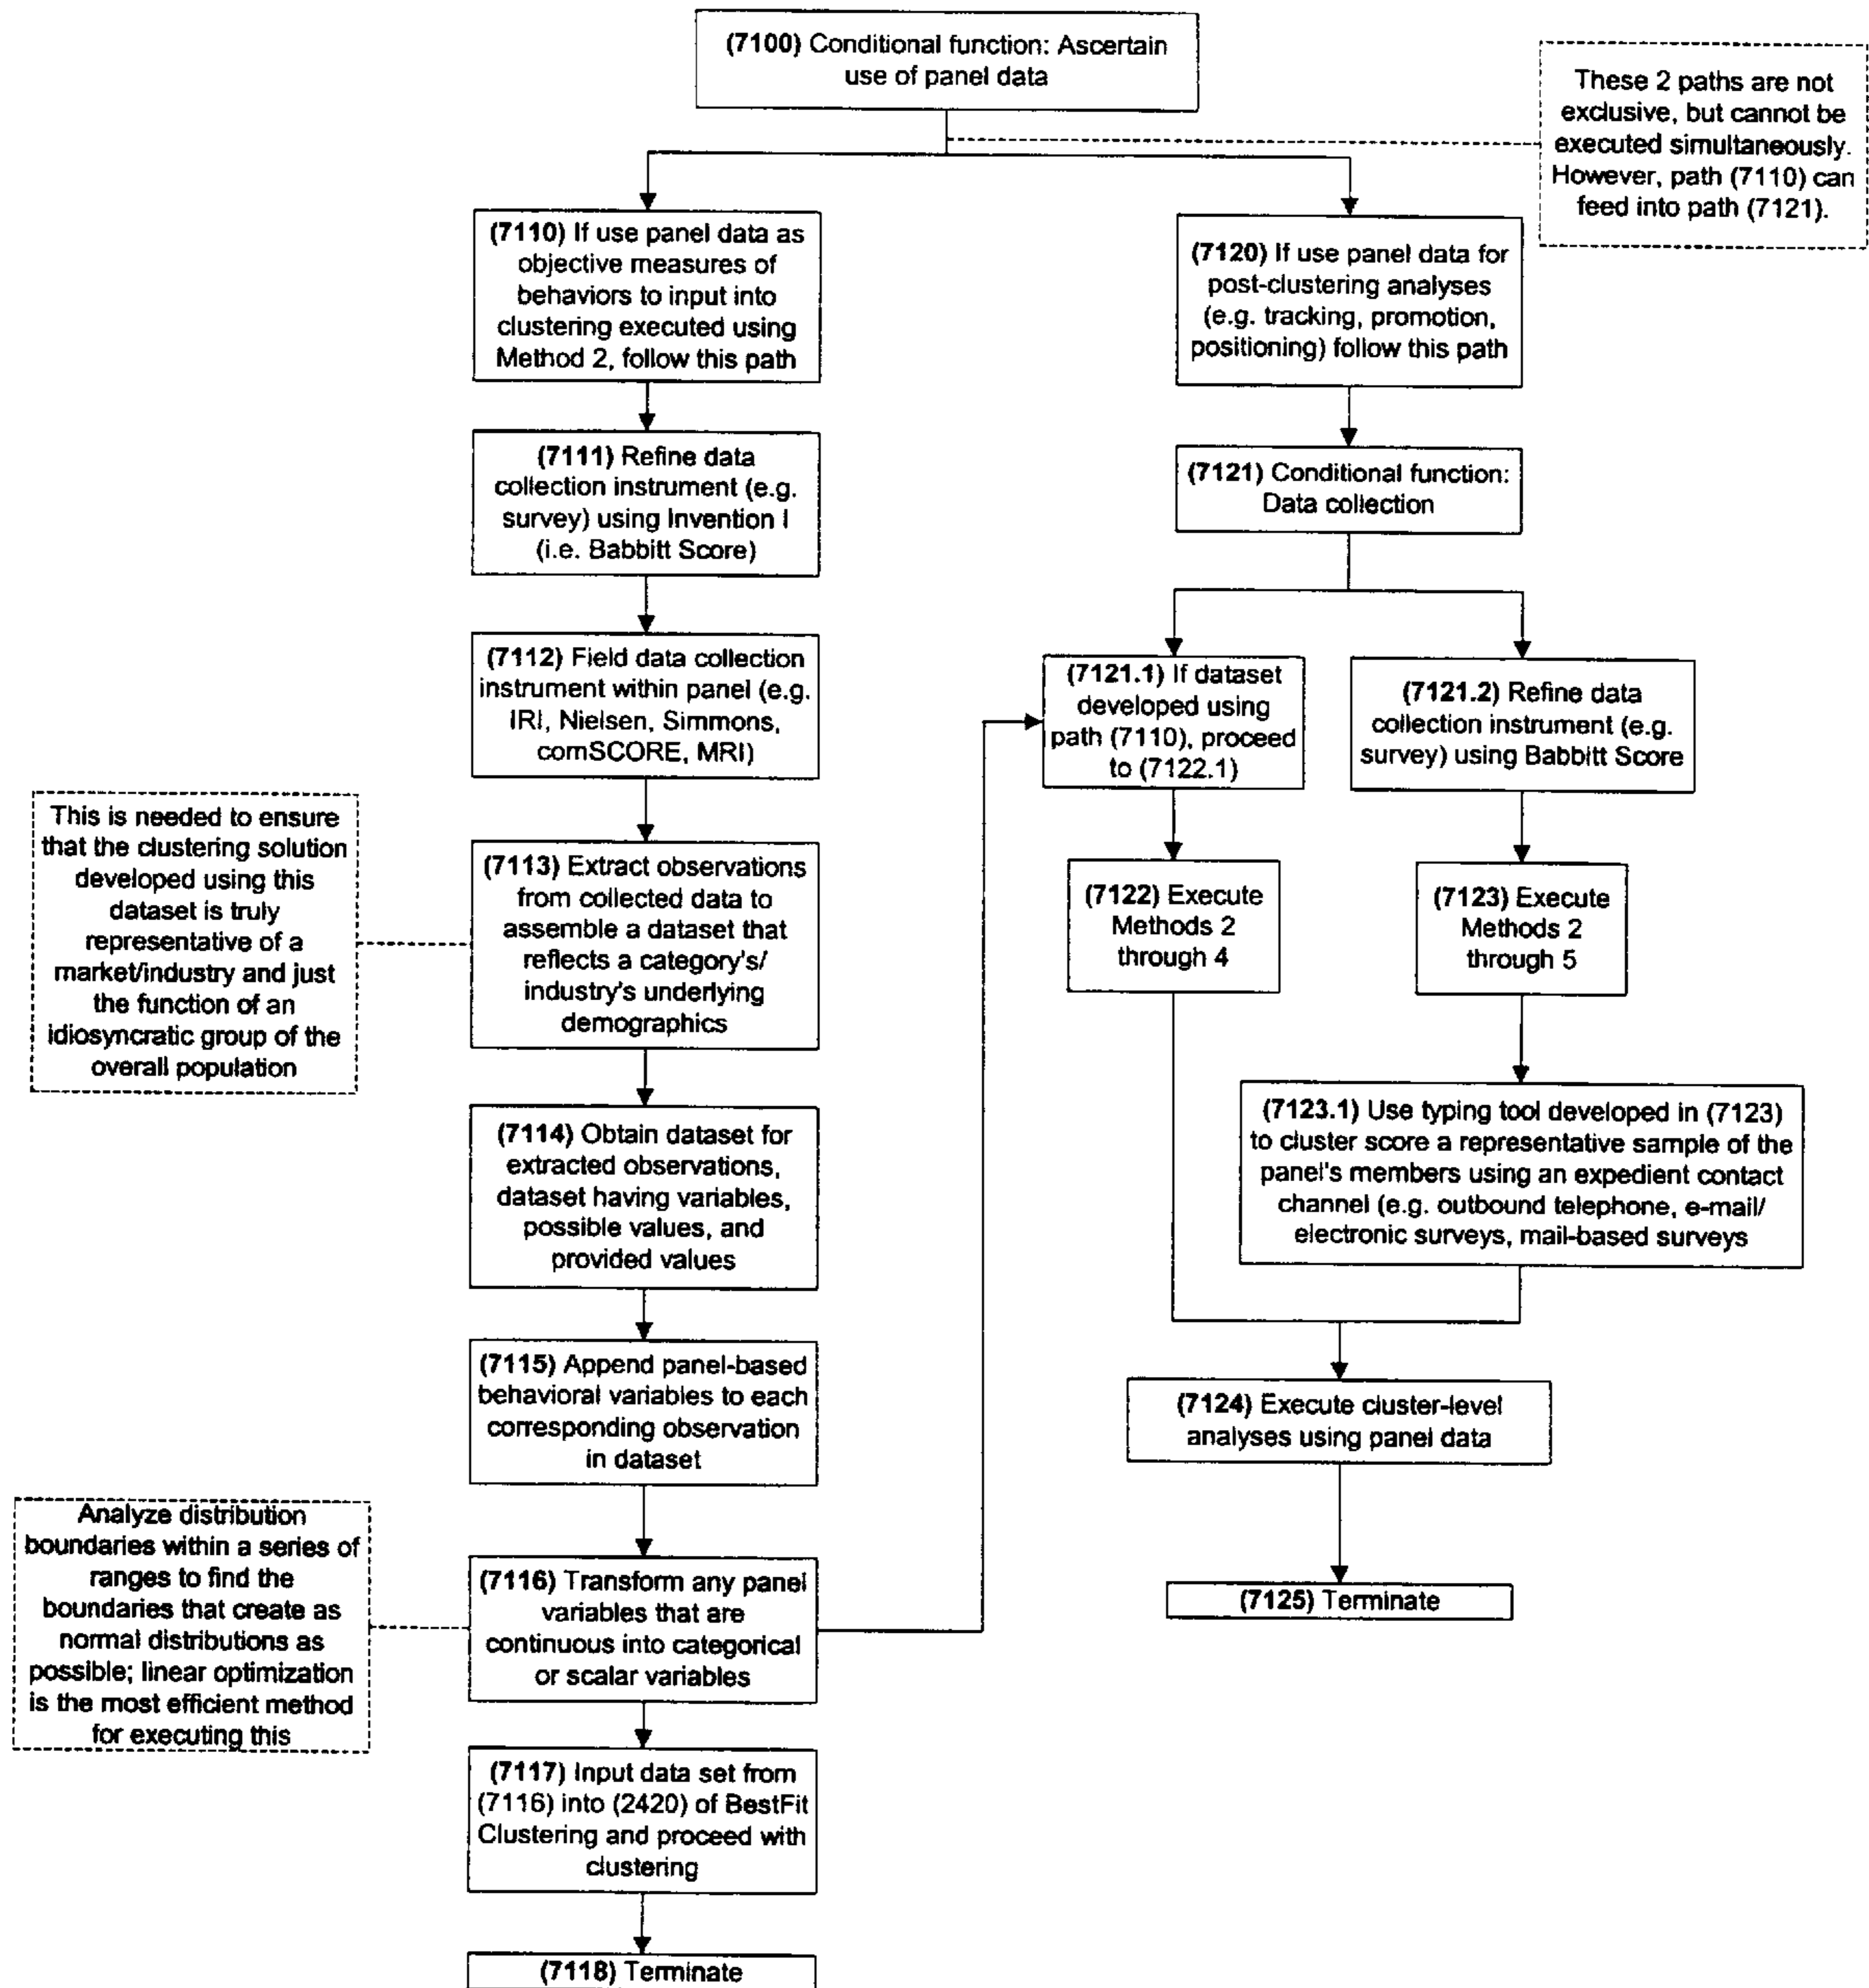 (7100) Conditional function: Ascertain
use of panel data
These 2 paths are not
exclusive, but cannot be
executed simultaneously.
However, path (7110) can
feed into path (7121).
(7110) If use panel data as
objective measures of
behaviors to input into
clustering executed using
Method 2, follow this path
(7120) If use panel data for
post-clustering analyses
(e.g. tracking, promotion,
positioning) follow this path
(7111) Refine data
collection instrument (e.g.
survey) using Invention I
(i.e. Babbitt Score)
(7121) Conditional function:
Data collection
(7112) Field data collection
instrument within panel (e.g.
IRI, Nielsen, Simmons,
comSCORE, MRI)
(7121.1) If dataset
developed using
path (7110), proceed
to (7122.1)
(7121.2) Refine data
collection instrument (e.g.
survey) using Babbitt Score
This is needed to ensure
that the clustering solution
developed using this
dataset is truly
representative of a
market/industry and just
the function of an
idiosyncratic group of the
overall population
(7113) Extract observations
from collected data to
assemble a dataset that
reflects a category's/
industry's underlying
demographics
(7122) Execute
Methods 2
through 4
(7123) Execute
Methods 2
through 5
(7114) Obtain dataset for
extracted observations,
dataset having variables,
possible values, and
provided values
(7123.1) Use typing tool developed in (7123)
to cluster score a representative sample of the
panel's members using an expedient contact
channel (e.g. outbound telephone, e-mail/
electronic surveys, mail-based surveys
(7115) Append panel-based
behavioral variables to each
corresponding observation
in dataset
(7124) Execute cluster-level
analyses using panel data
Analyze distribution
boundaries within a series of
ranges to find the
boundaries that create as
normal distributions as
possible; linear optimization
is the most efficient method
for executing this
(7116) Transform any panel
variables that are
continuous into categorical
or scalar variables
(7125) Terminate
(7117) Input data set from
(7116) into (2420) of BestFit
Clustering and proceed with
clustering
(7118) Terminate